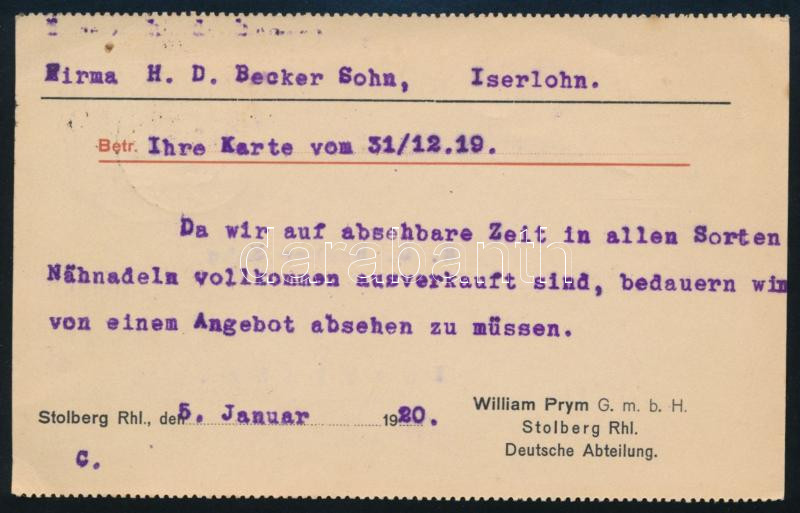 Firma H. D. Becker Sohn, Iserlohn.
Betr. Ihre Karte vom 31/12.19.
Da wir auf absehbare Zeit in allen Sorten
Nähnadeln vollkommen ausverkauft sind, bedauern wir
von einem Angebot absehen zu müssen.
darabanth
Stolberg Rhl., den 5. Januar 1920.
C.
William Prym G. m. b. H.
Stolberg Rhl.
Deutsche Abteilung.